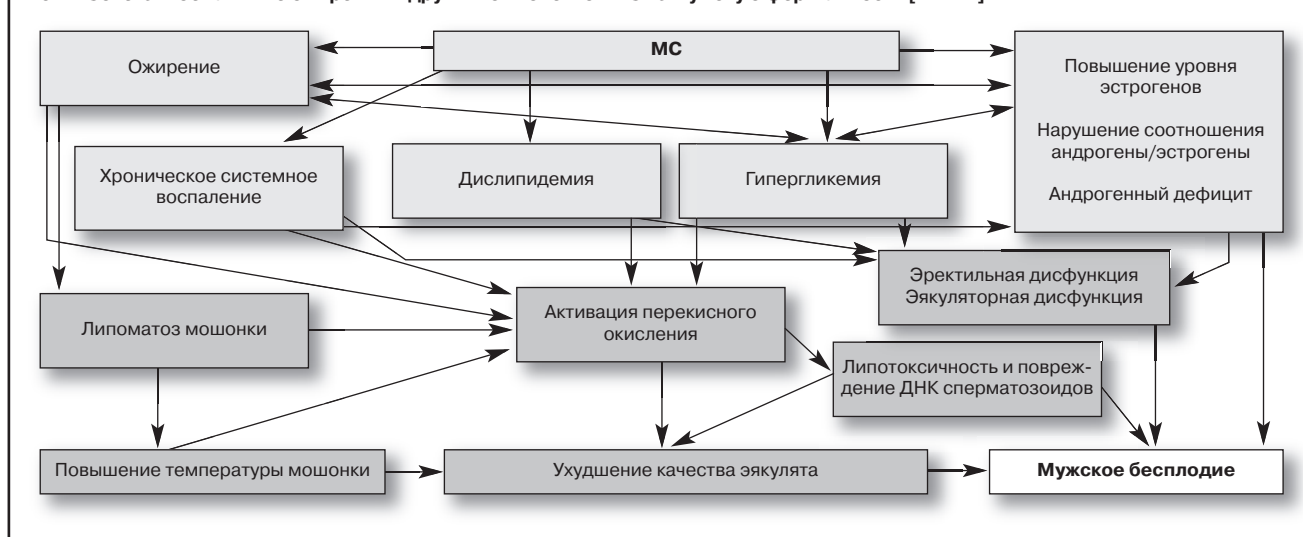 МС
Ожирение
Повышение уровня
эстрогенов
Нарушение соотношения
андрогены/эстрогены
Андрогенный дефицит
Хроническое системное
воспаление
Дислипидемия
Гипергликемия
Эректильная дисфункция
Эякуляторная дисфункция
Липоматоз мошонки
Активация перекисного
окисления
Липотоксичность и повреж-
дение ДНК сперматозоидов
Повышение температуры мошонки
Ухудшение качества эякулята
Мужское бесплодие